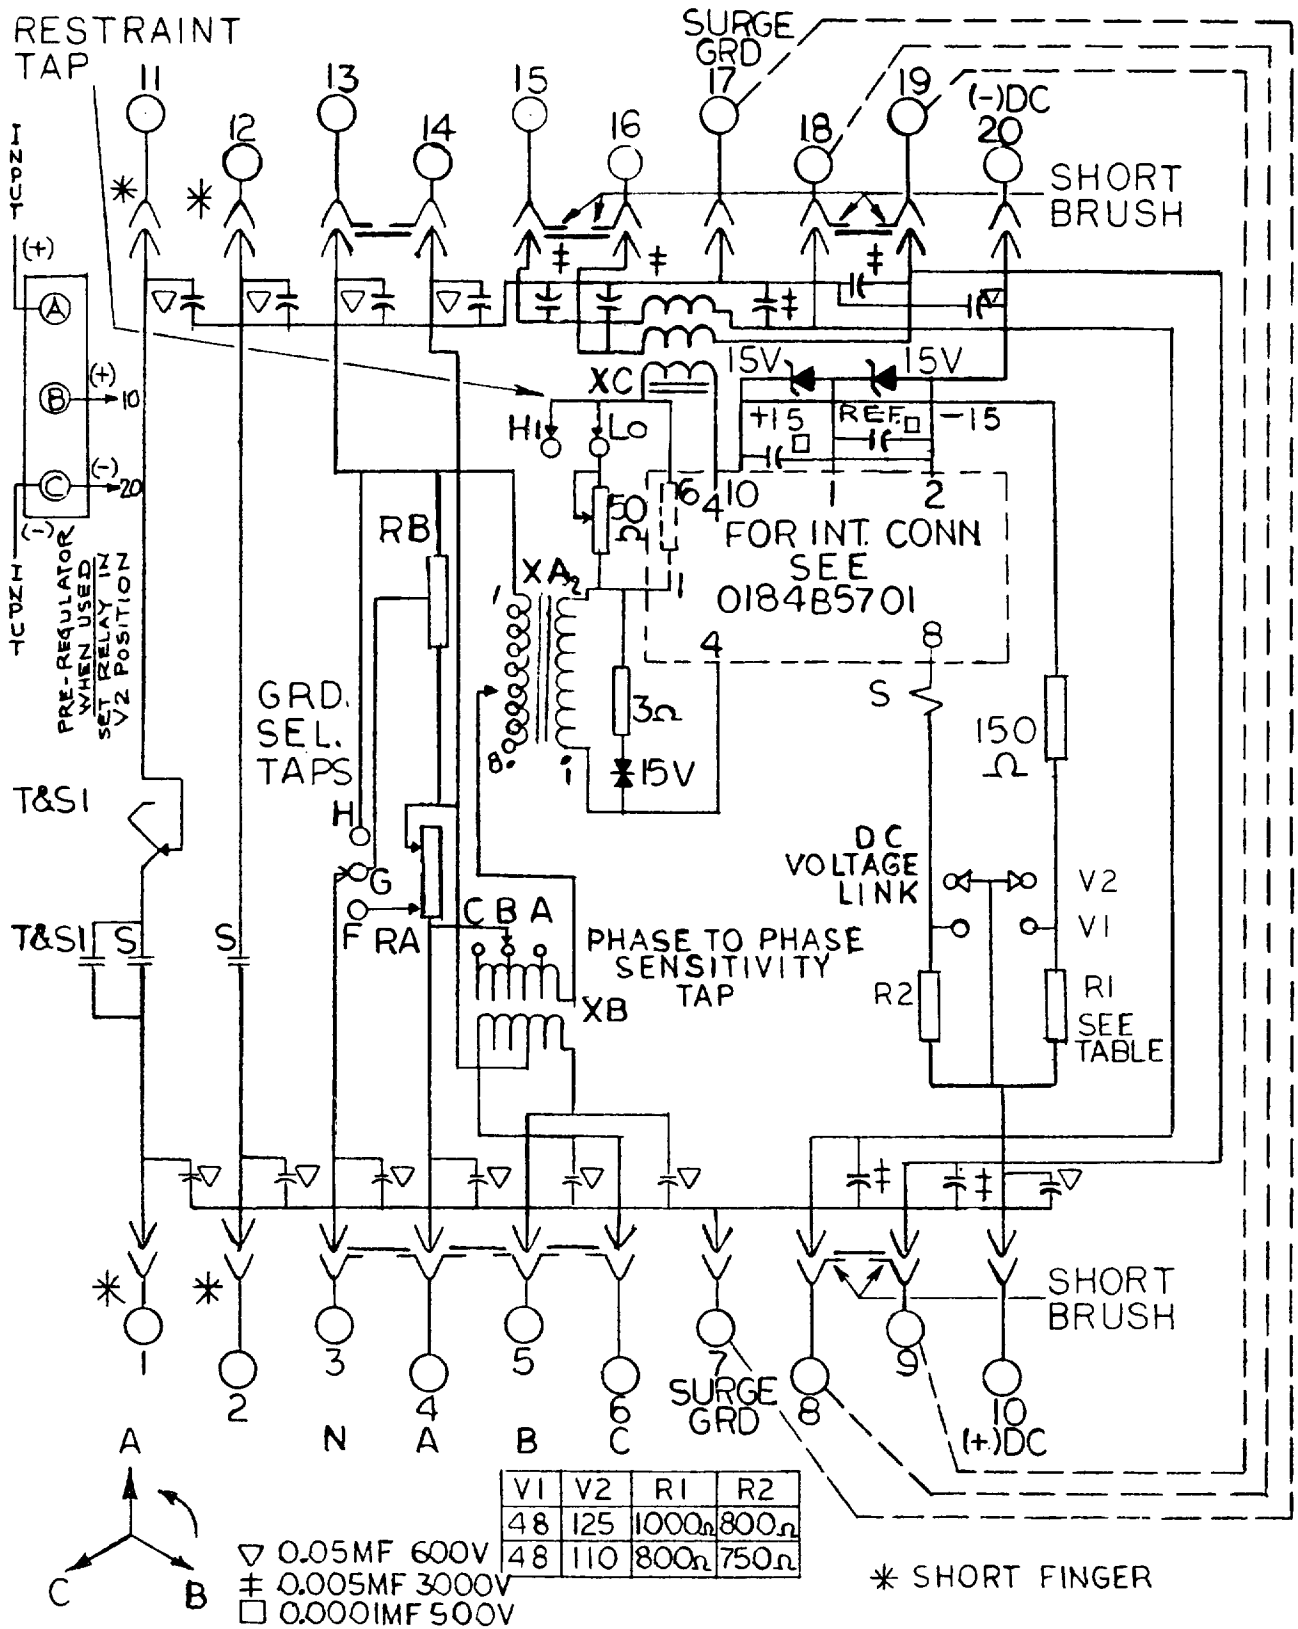 RESTRAINT
TAP
SURGE
GRD
11
13
15
17
19
(-)DC
12
14
16
18
20
SHORT
BRUSH
*
*
INPUT
(+)
A
B
(+)
10
C
(-)
20
(-)
INPUT
PRE-REGULATOR
WHEN USED
SET RELAY IN
V2 POSITION
▽
▽
▽
▽
‡
‡
‡
‡
▽
XC
15V
15V
HI
LO
+15
REF.
-15
□
□
50
Ω
6
4
10
1
2
FOR INT. CONN
SEE
0184B5701
RB
XA
1
2
1
8
4
8.
1
3Ω
15V
S
150
Ω
GRD.
SEL.
TAPS
T&SI
H
G
F
RA
DC
VOLTAGE
LINK
V2
V1
T&SI
S
S
C B A
PHASE TO PHASE
SENSITIVITY
TAP
XB
R2
R1
SEE
TABLE
▽
▽
▽
▽
▽
▽
‡
‡
▽
*
*
SHORT
BRUSH
1
3
5
7
9
2
4
6
8
10
SURGE
GRD
(+)DC
N
A
B
C
A
C
B
V1 V2 R1 R2
48 125 1000Ω 800Ω
48 110 800Ω 750Ω
▽ 0.05MF 600V
‡ 0.005MF 3000V
□ 0.0001MF 500V
* SHORT FINGER